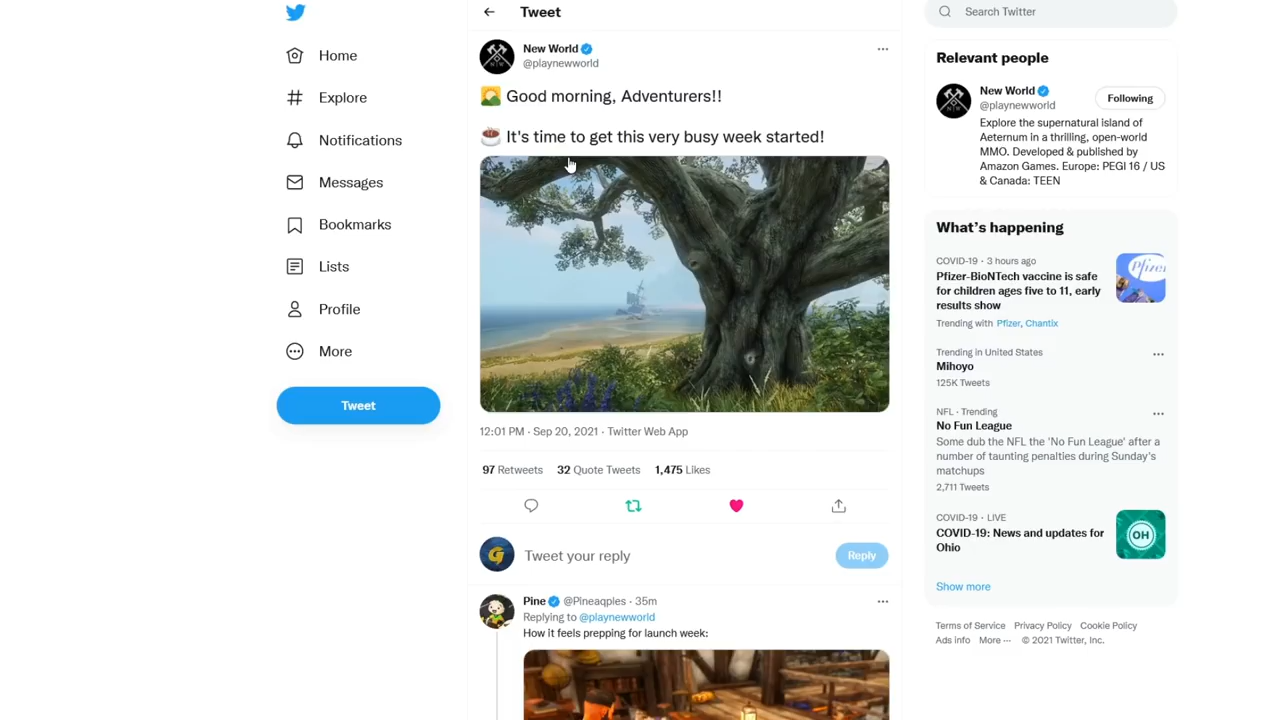 Home
Explore
Notifications
Messages
Bookmarks
Lists
Profile
More
Tweet
Tweet
New World
@playnewworld
Good morning, Adventurers!!
It's time to get this very busy week started!
12:01 PM · Sep 20, 2021 · Twitter Web App
97 Retweets 32 Quote Tweets 1,475 Likes
Tweet your reply
Reply
Pine @Pineaqples · 35m
Replying to @playnewworld
How it feels prepping for launch week:
Search Twitter
Relevant people
New World
@playnewworld
Following
Explore the supernatural island of
Aeternum in a thrilling, open-world
MMO. Developed & published by
Amazon Games. Europe: PEGI 16 / US
& Canada: TEEN
What's happening
COVID-19 · 3 hours ago
Pfizer-BioNTech vaccine is safe
for children ages five to 11, early
results show
Trending with Pfizer, Chantix
Pfizer
Trending in United States
Mihoyo
125K Tweets
NFL · Trending
No Fun League
Some dub the NFL the 'No Fun League' after a
number of taunting penalties during Sunday's
matchups
2,711 Tweets
COVID-19 · LIVE
COVID-19: News and updates for
Ohio
OH
Show more
Terms of Service Privacy Policy Cookie Policy
Ads info More ··· © 2021 Twitter, Inc.